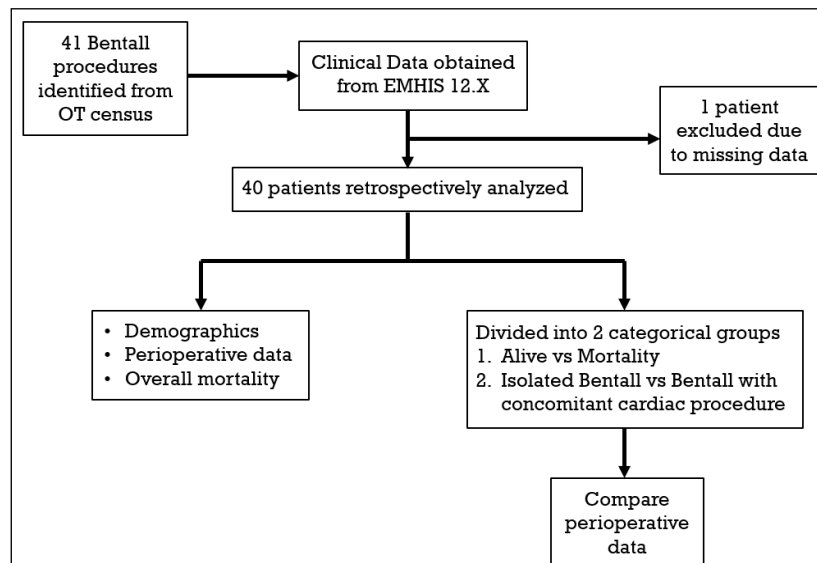 41 Bentall
procedures
identified from
OT census
Clinical Data obtained
from EMHIS 12.X
1 patient
excluded due
to missing data
40 patients retrospectively analyzed
• Demographics
• Perioperative data
• Overall mortality
Divided into 2 categorical groups
1. Alive vs Mortality
2. Isolated Bentall vs Bentall with
concomitant cardiac procedure
Compare
perioperative
data